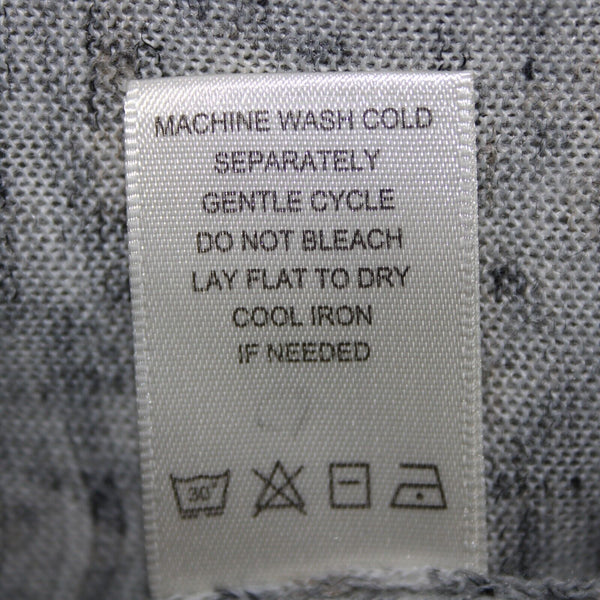 MACHINE WASH COLD
SEPARATELY
GENTLE CYCLE
DO NOT BLEACH
LAY FLAT TO DRY
COOL IRON
IF NEEDED
30°